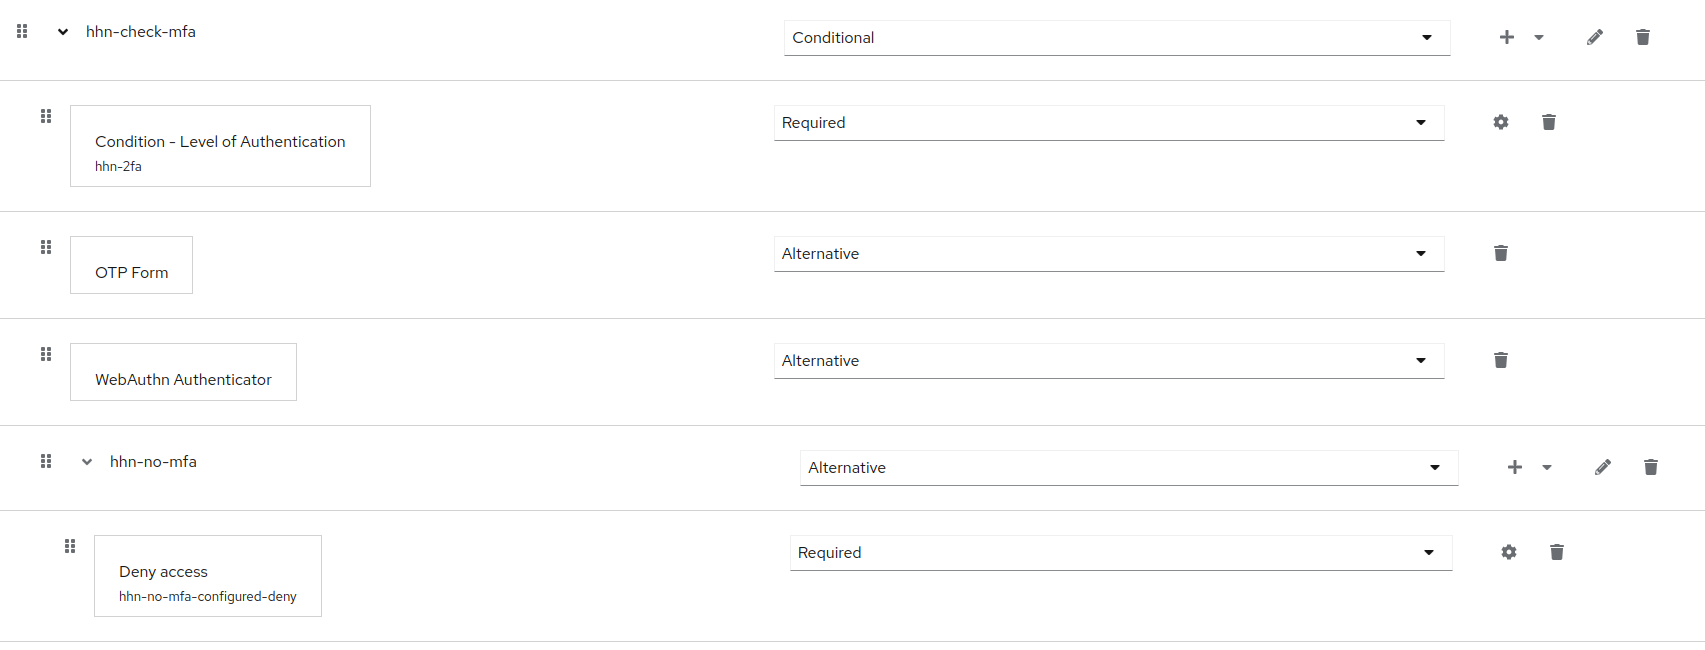 hhn-check-mfa
Conditional
Condition - Level of Authentication
hhn-2fa
Required
OTP Form
Alternative
WebAuthn Authenticator
Alternative
hhn-no-mfa
Alternative
Deny access
hhn-no-mfa-configured-deny
Required